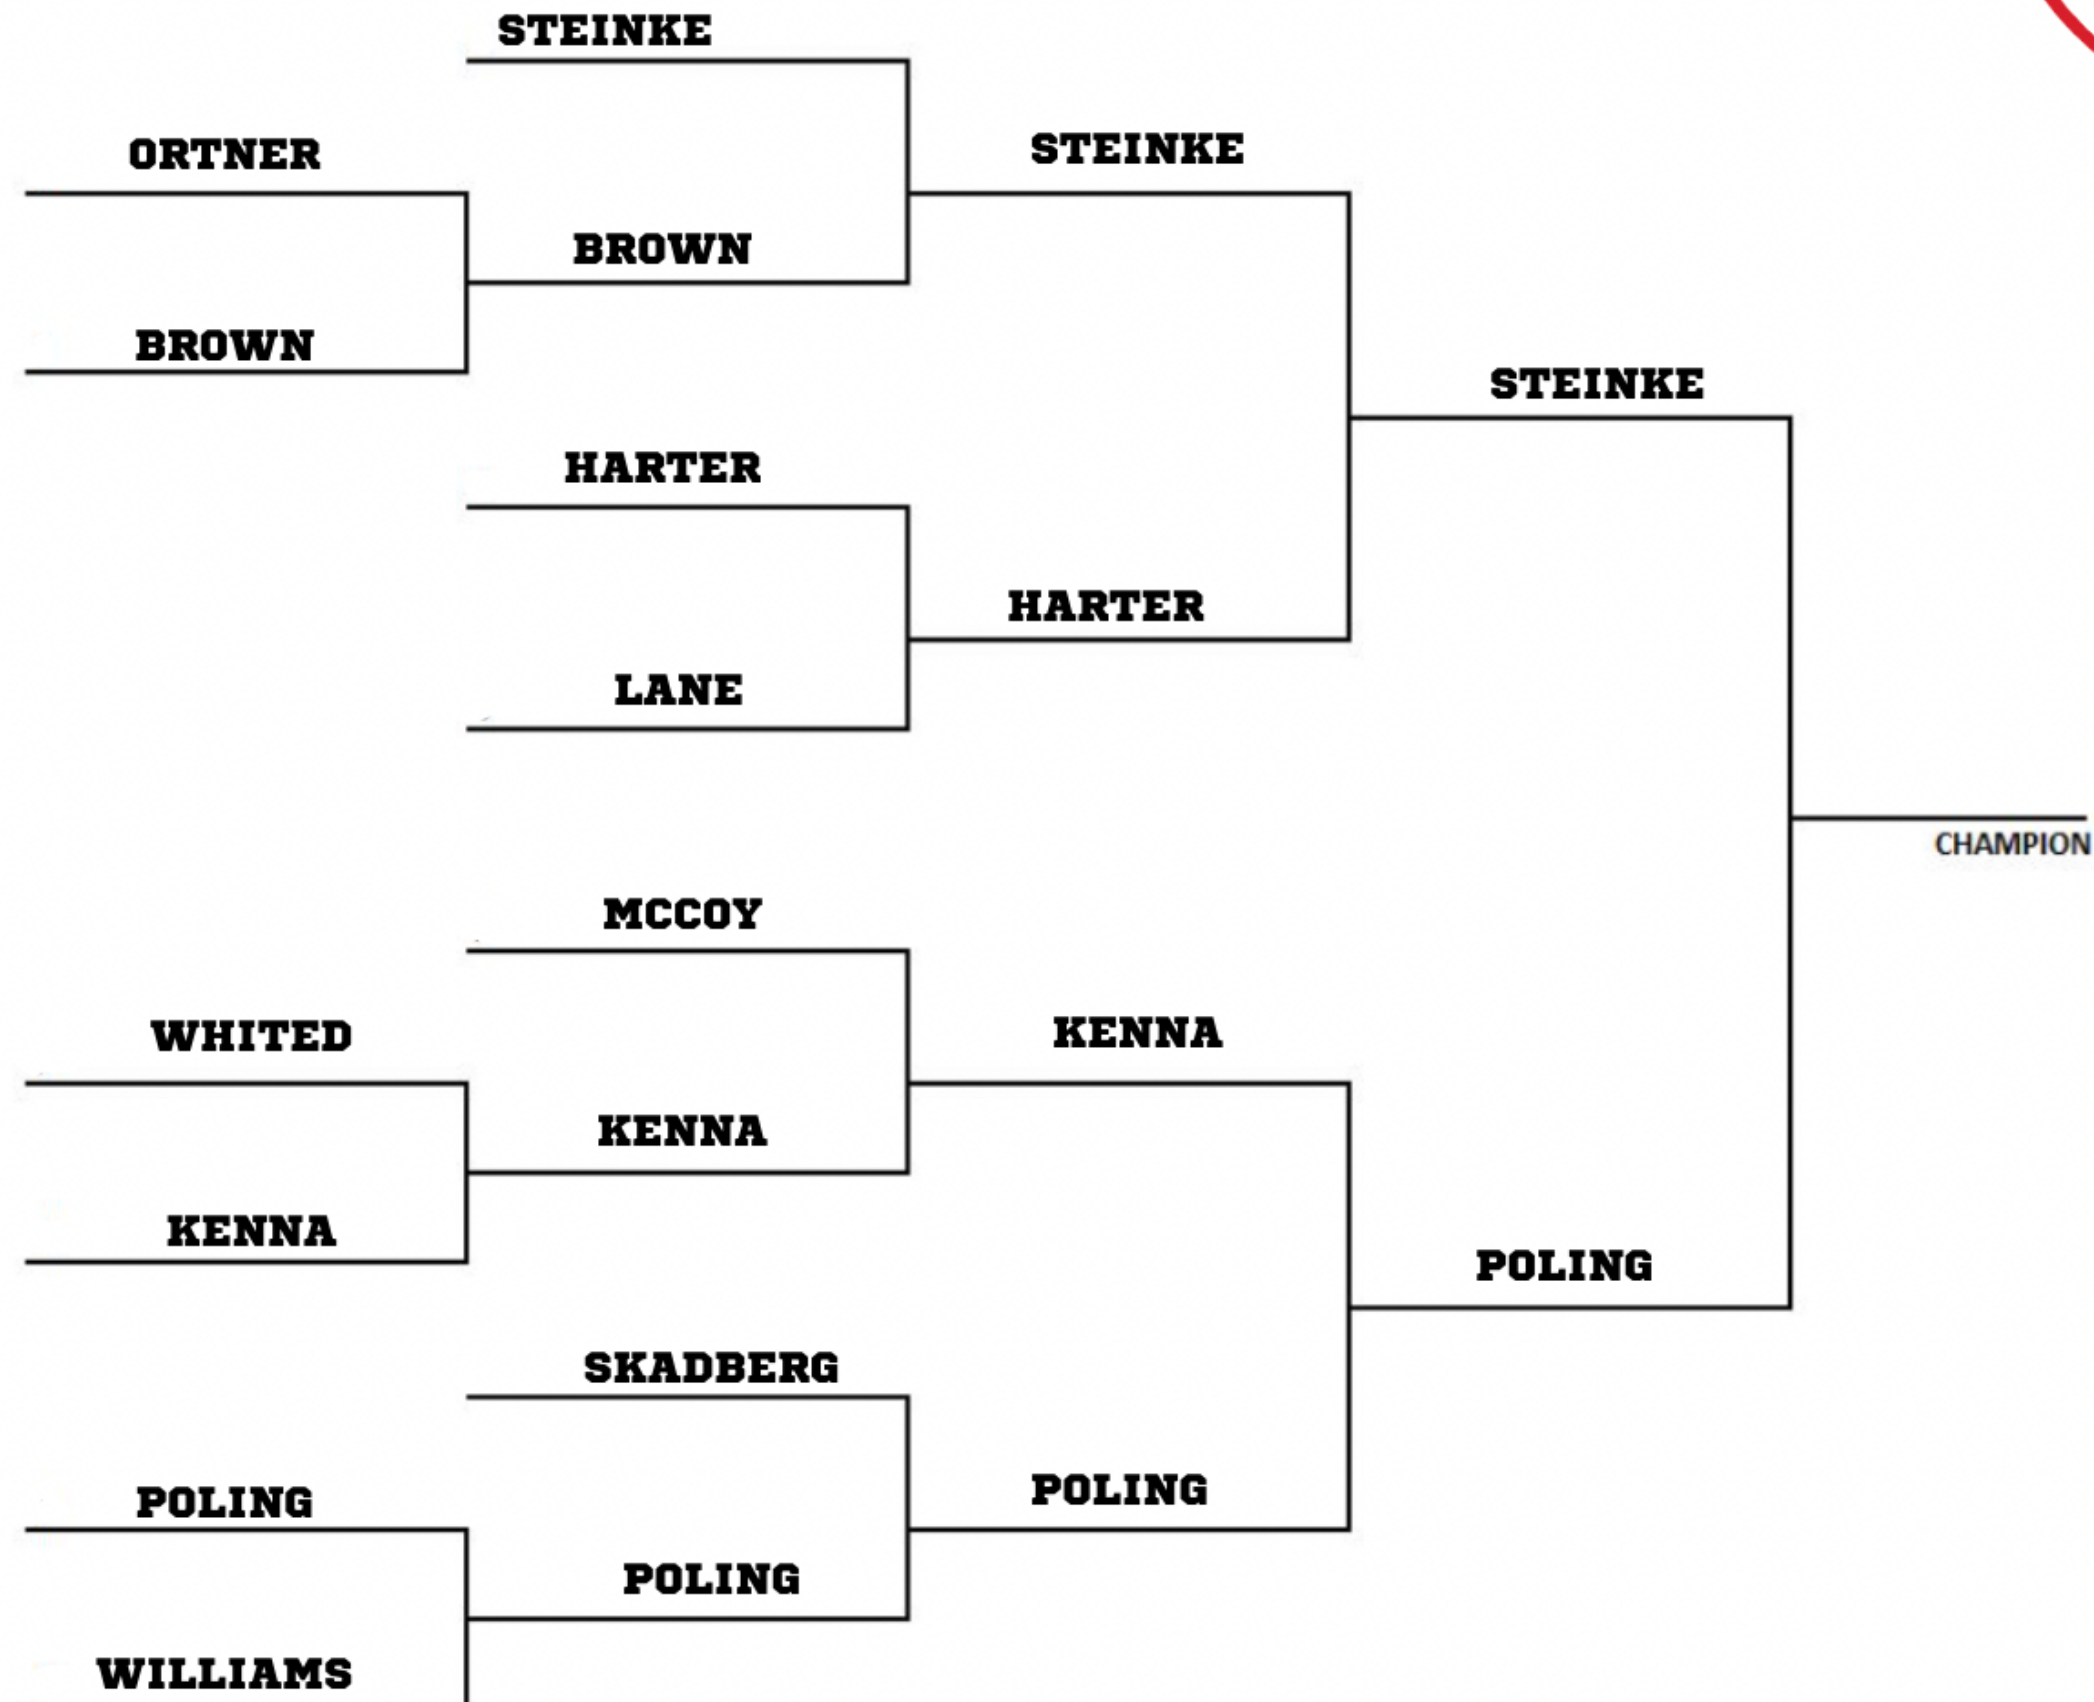 STEINKE
ORTNER
STEINKE
BROWN
BROWN
STEINKE
HARTER
HARTER
LANE
CHAMPION
MCCOY
WHITED
KENNA
KENNA
KENNA
POLING
SKADBERG
POLING
POLING
POLING
WILLIAMS